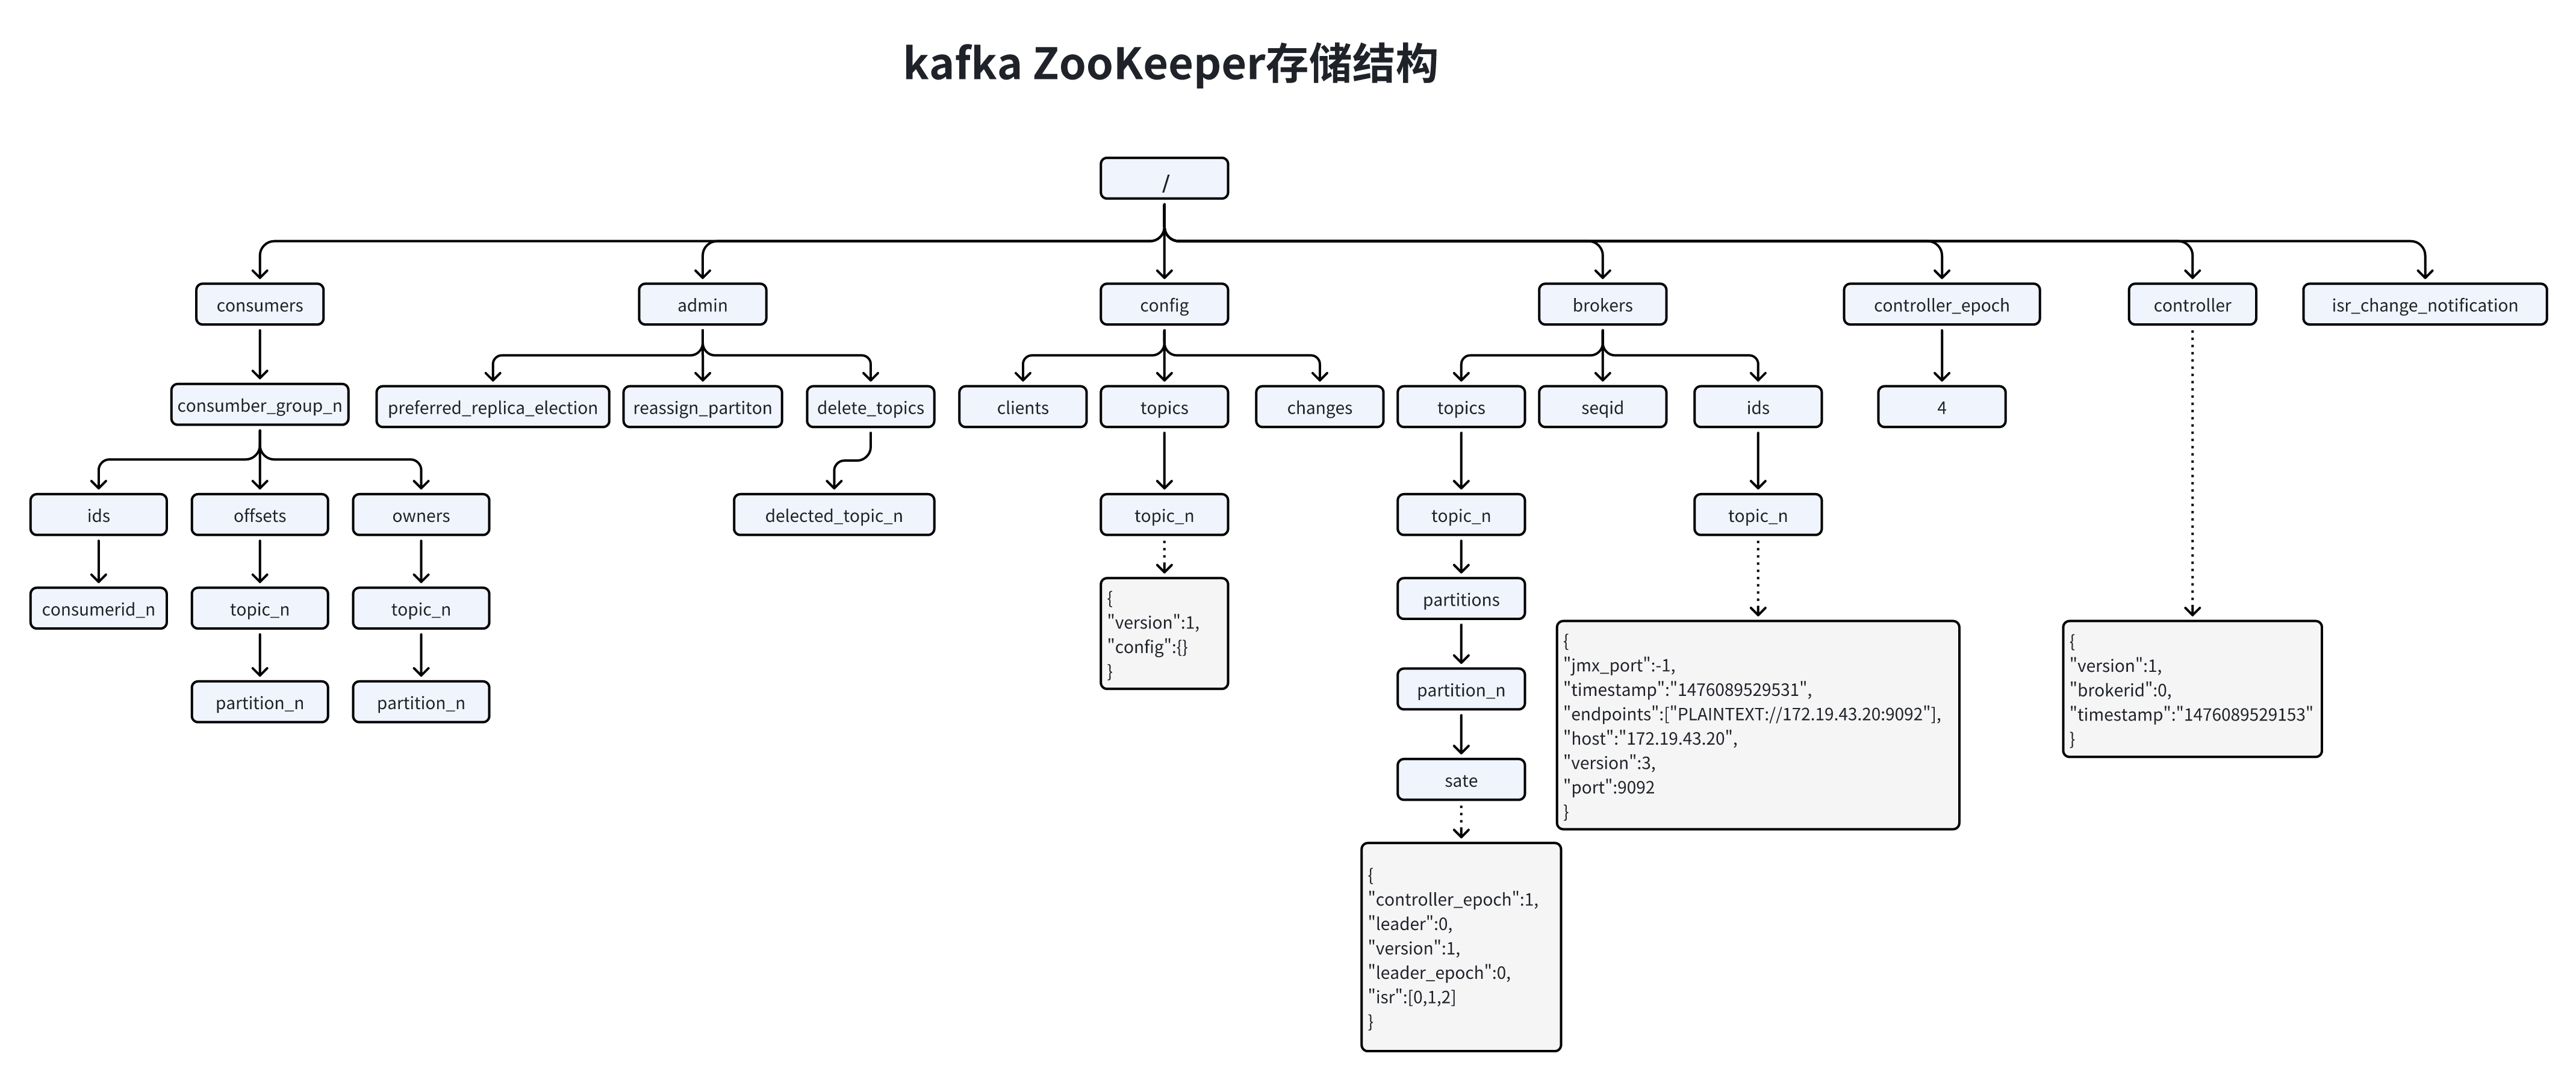 kafka ZooKeeper存储结构
/
consumers
admin
config
brokers
controller_epoch
controller
isr_change_notification
consumber_group_n
preferred_replica_election
reassign_partiton
delete_topics
clients
topics
changes
topics
seqid
ids
4
ids
offsets
owners
delected_topic_n
topic_n
topic_n
topic_n
consumerid_n
topic_n
topic_n
partition_n
partition_n
{
"version":1,
"config":{}
}
partitions
partition_n
sate
{
"controller_epoch":1,
"leader":0,
"version":1,
"leader_epoch":0,
"isr":[0,1,2]
}
{
"jmx_port":-1,
"timestamp":"1476089529531",
"endpoints":["PLAINTEXT://172.19.43.20:9092"],
"host":"172.19.43.20",
"version":3,
"port":9092
}
{
"version":1,
"brokerid":0,
"timestamp":"1476089529153"
}